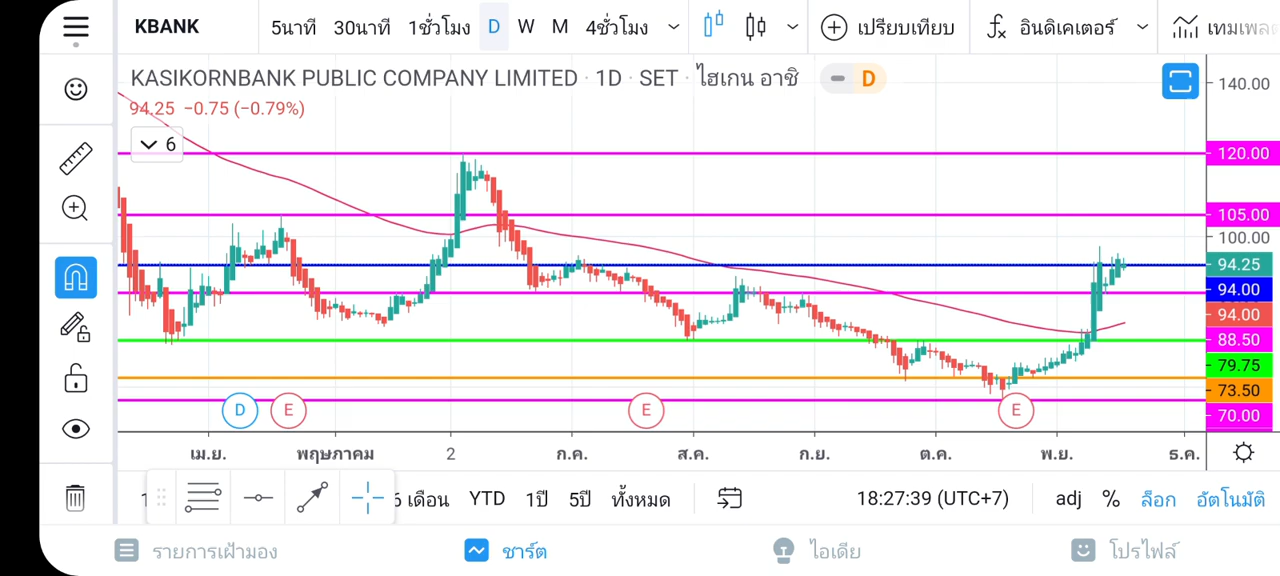 KBANK 5นาที 30นาที 1ชั่วโมง D W M 4ชั่วโมง เปรียบเทียบ อินดิเคเตอร์
KASIKORNBANK PUBLIC COMPANY LIMITED · 1D · SET · ไฮเกน อาชิ D
94.25 −0.75 (−0.79%)
6
140.00
120.00
105.00
100.00
94.25
94.00
94.00
88.50
79.75
73.50
70.00
D E E E
เม.ย. พฤษภาคม 2 ก.ค. ส.ค. ก.ย. ต.ค. พ.ย. ธ.ค.
6 เดือน YTD 1ปี 5ปี ทั้งหมด 18:27:39 (UTC+7) adj % ล็อก อัตโนมัติ
รายการเฝ้ามอง ชาร์ต ไอเดีย โปรไฟล์